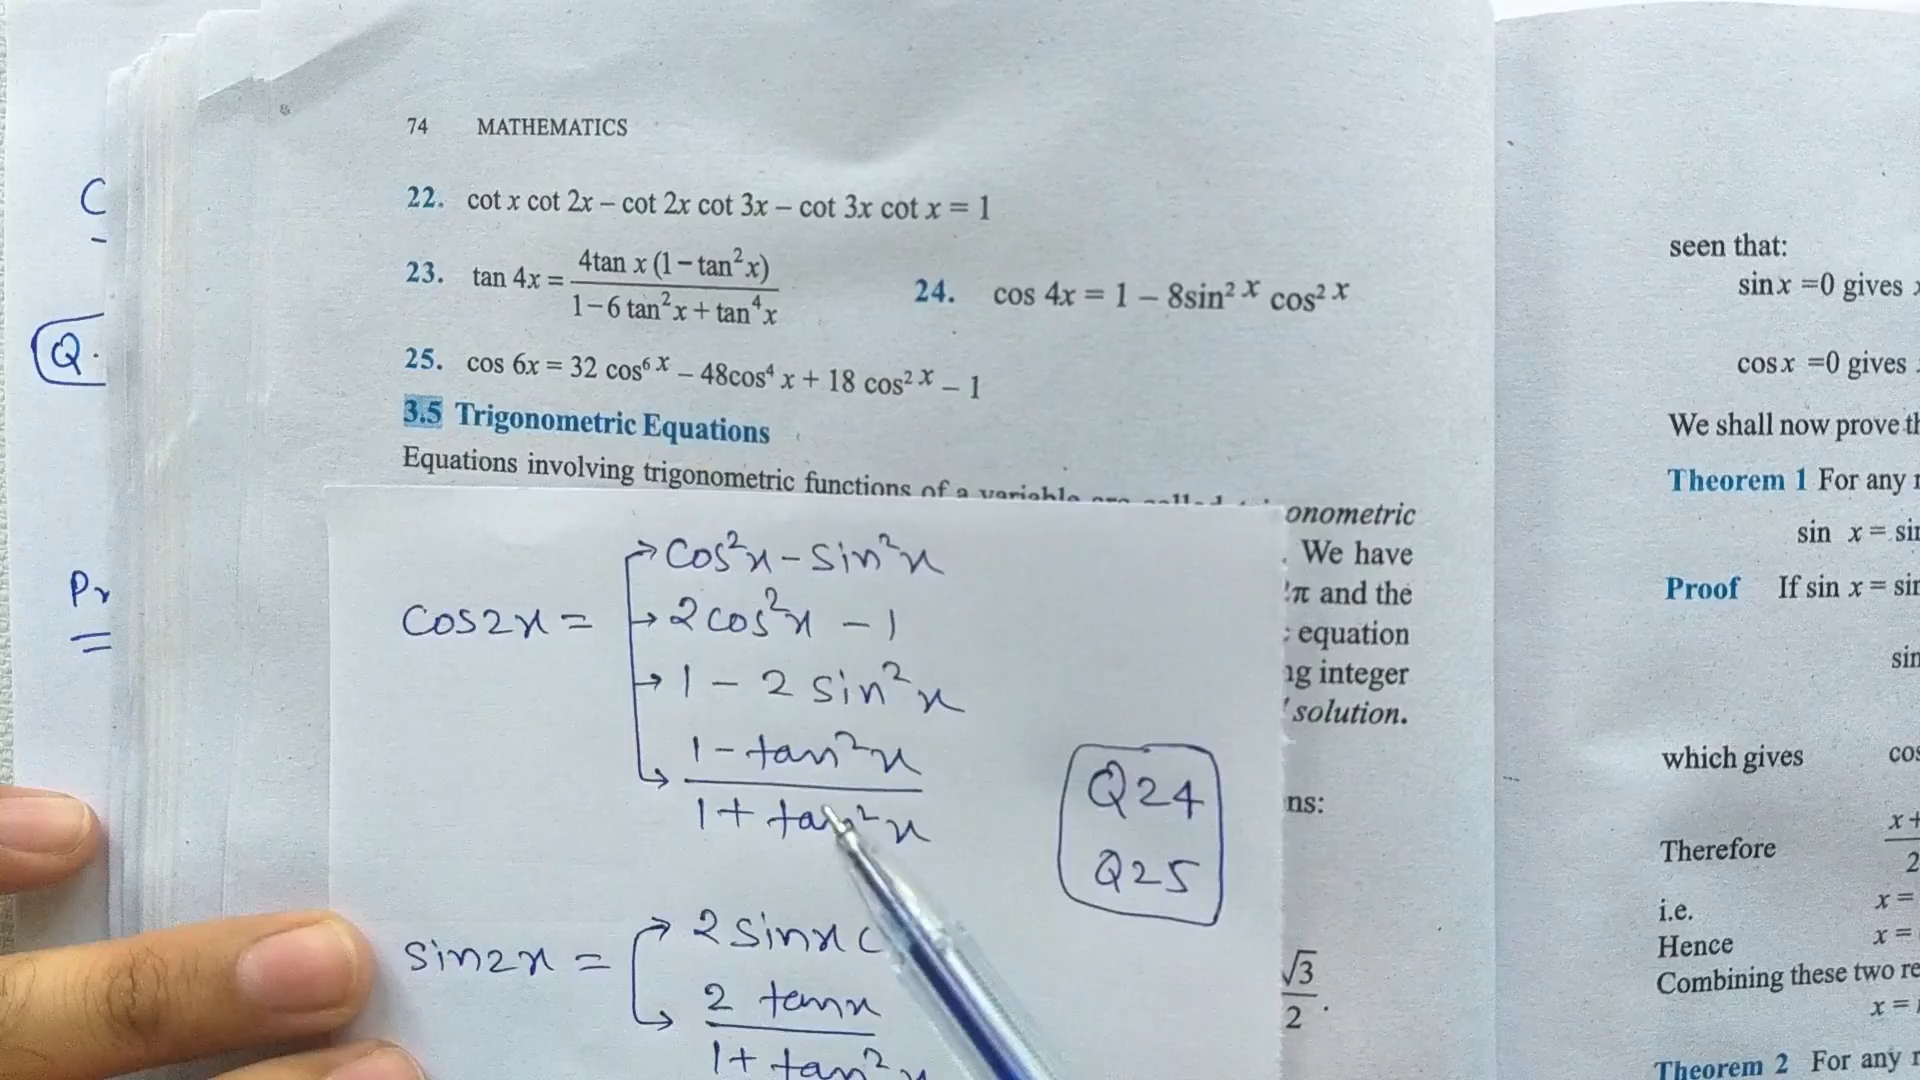 74 MATHEMATICS
22. cot x cot 2x – cot 2x cot 3x – cot 3x cot x = 1
23. tan 4x = 4tan x (1 – tan²x) / 1 – 6 tan²x + tan⁴x
24. cos 4x = 1 – 8sin² x cos² x
25. cos 6x = 32 cos⁶ x – 48cos⁴ x + 18 cos² x – 1
3.5 Trigonometric Equations
Equations involving trigonometric functions of a variable are called
onometric
. We have
π and the
equation
integer
solution.
ns:
√3/2 .
cos2x = cos²x – sin²x
2cos²x – 1
1 – 2 sin²x
1 – tan²x / 1 + tan²x
Q24
Q25
sin2x = 2 sinx c
2 tanx / 1 + tan²x
C
Q.
Pr
seen that:
sin x = 0 gives
cos x = 0 gives
We shall now prove
Theorem 1 For any
sin x =
Proof If sin x =
which gives
Therefore
i.e. x =
Hence x =
Combining these two
x =
Theorem 2 For any